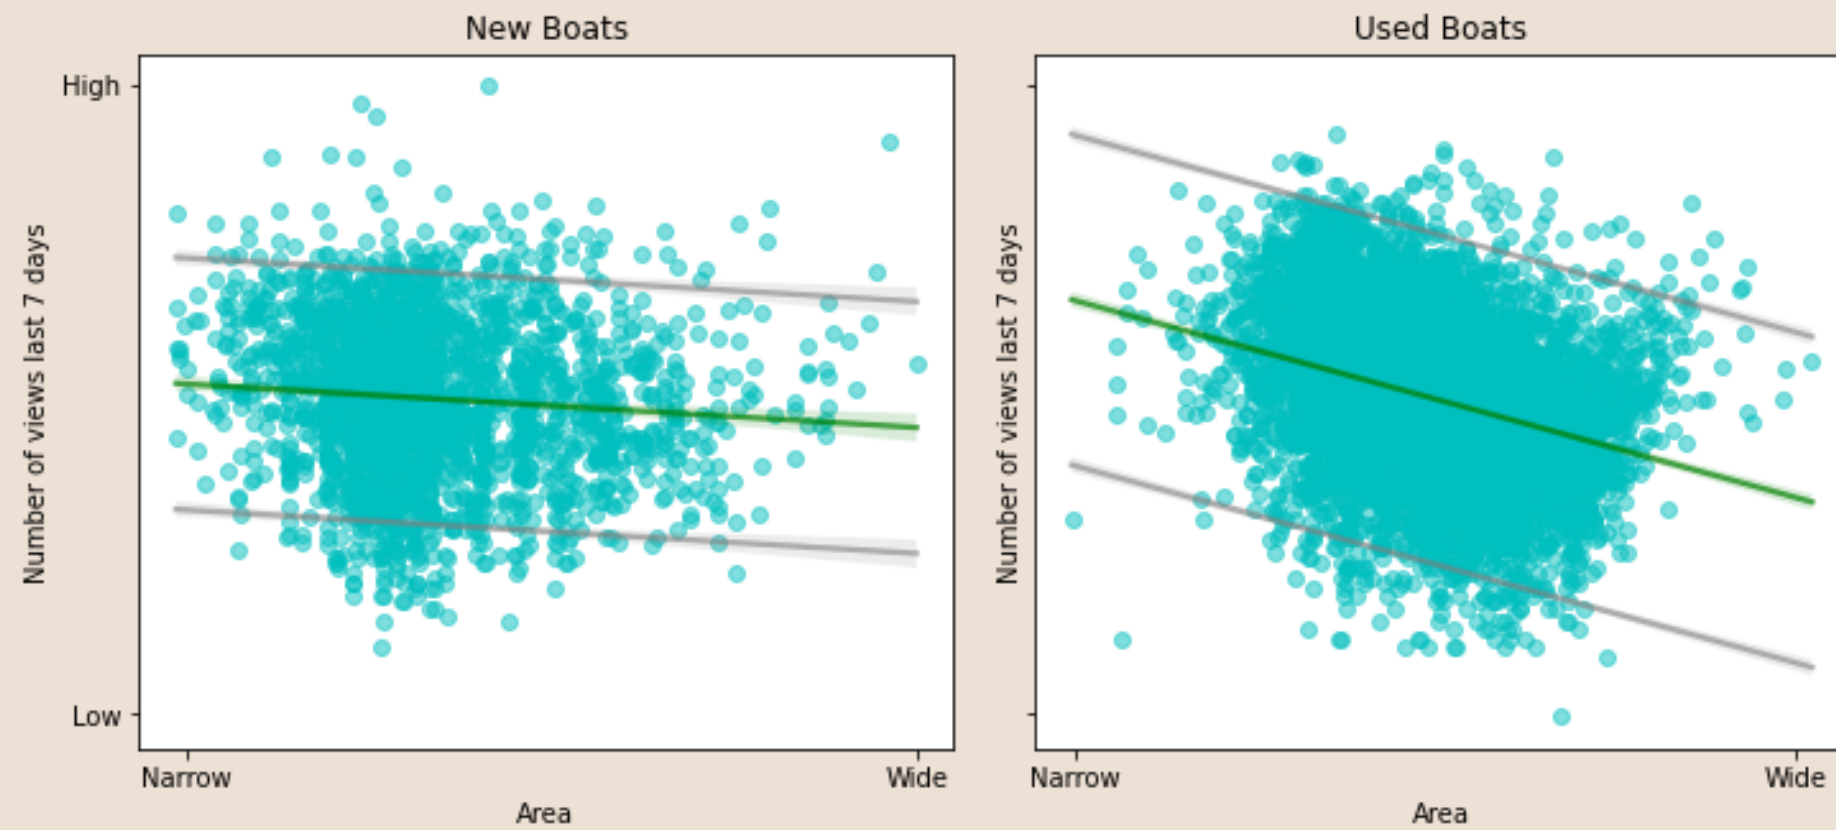 New Boats
High
Number of views last 7 days
Low
Narrow
Wide
Area
Used Boats
Number of views last 7 days
Narrow
Wide
Area